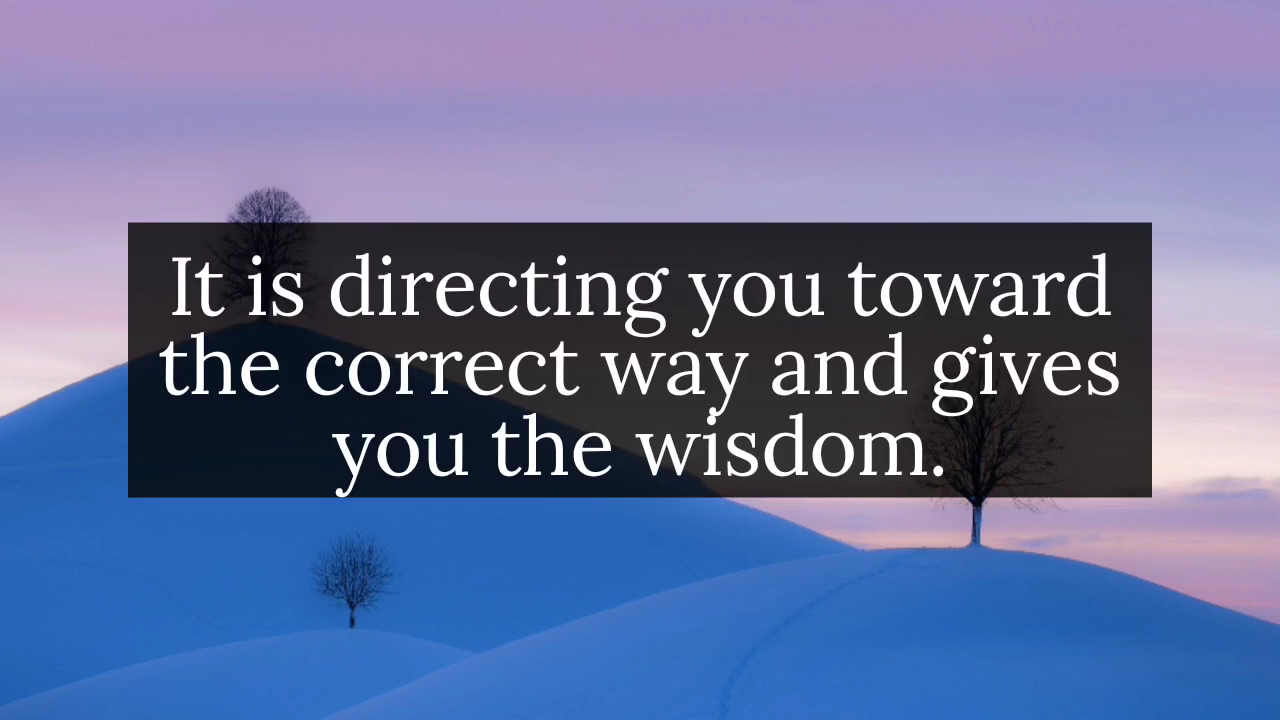 It is directing you toward
the correct way and gives
you the wisdom.